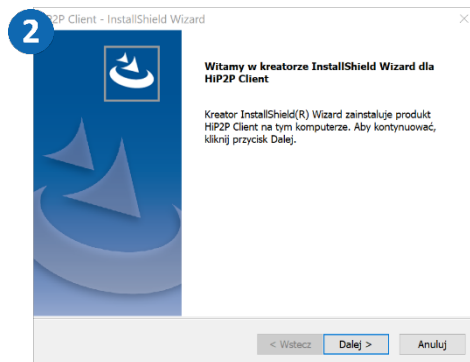 2
HiP2P Client - InstallShield Wizard
Witamy w kreatorze InstallShield Wizard dla
HiP2P Client
Kreator InstallShield(R) Wizard zainstaluje produkt
HiP2P Client na tym komputerze. Aby kontynuować,
kliknij przycisk Dalej.
< Wstecz
Dalej >
Anuluj